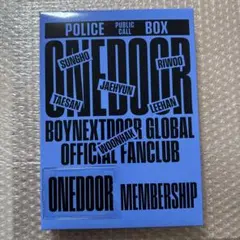 POLICE PUBLIC CALL BOX
ONEDOOR
SUNGHO
RIWOO
JAEHYUN
TAESAN
LEEHAN
BOYNEXTDOOR GLOBAL
WOONHAK
OFFICIAL FANCLUB
ONEDOOR MEMBERSHIP